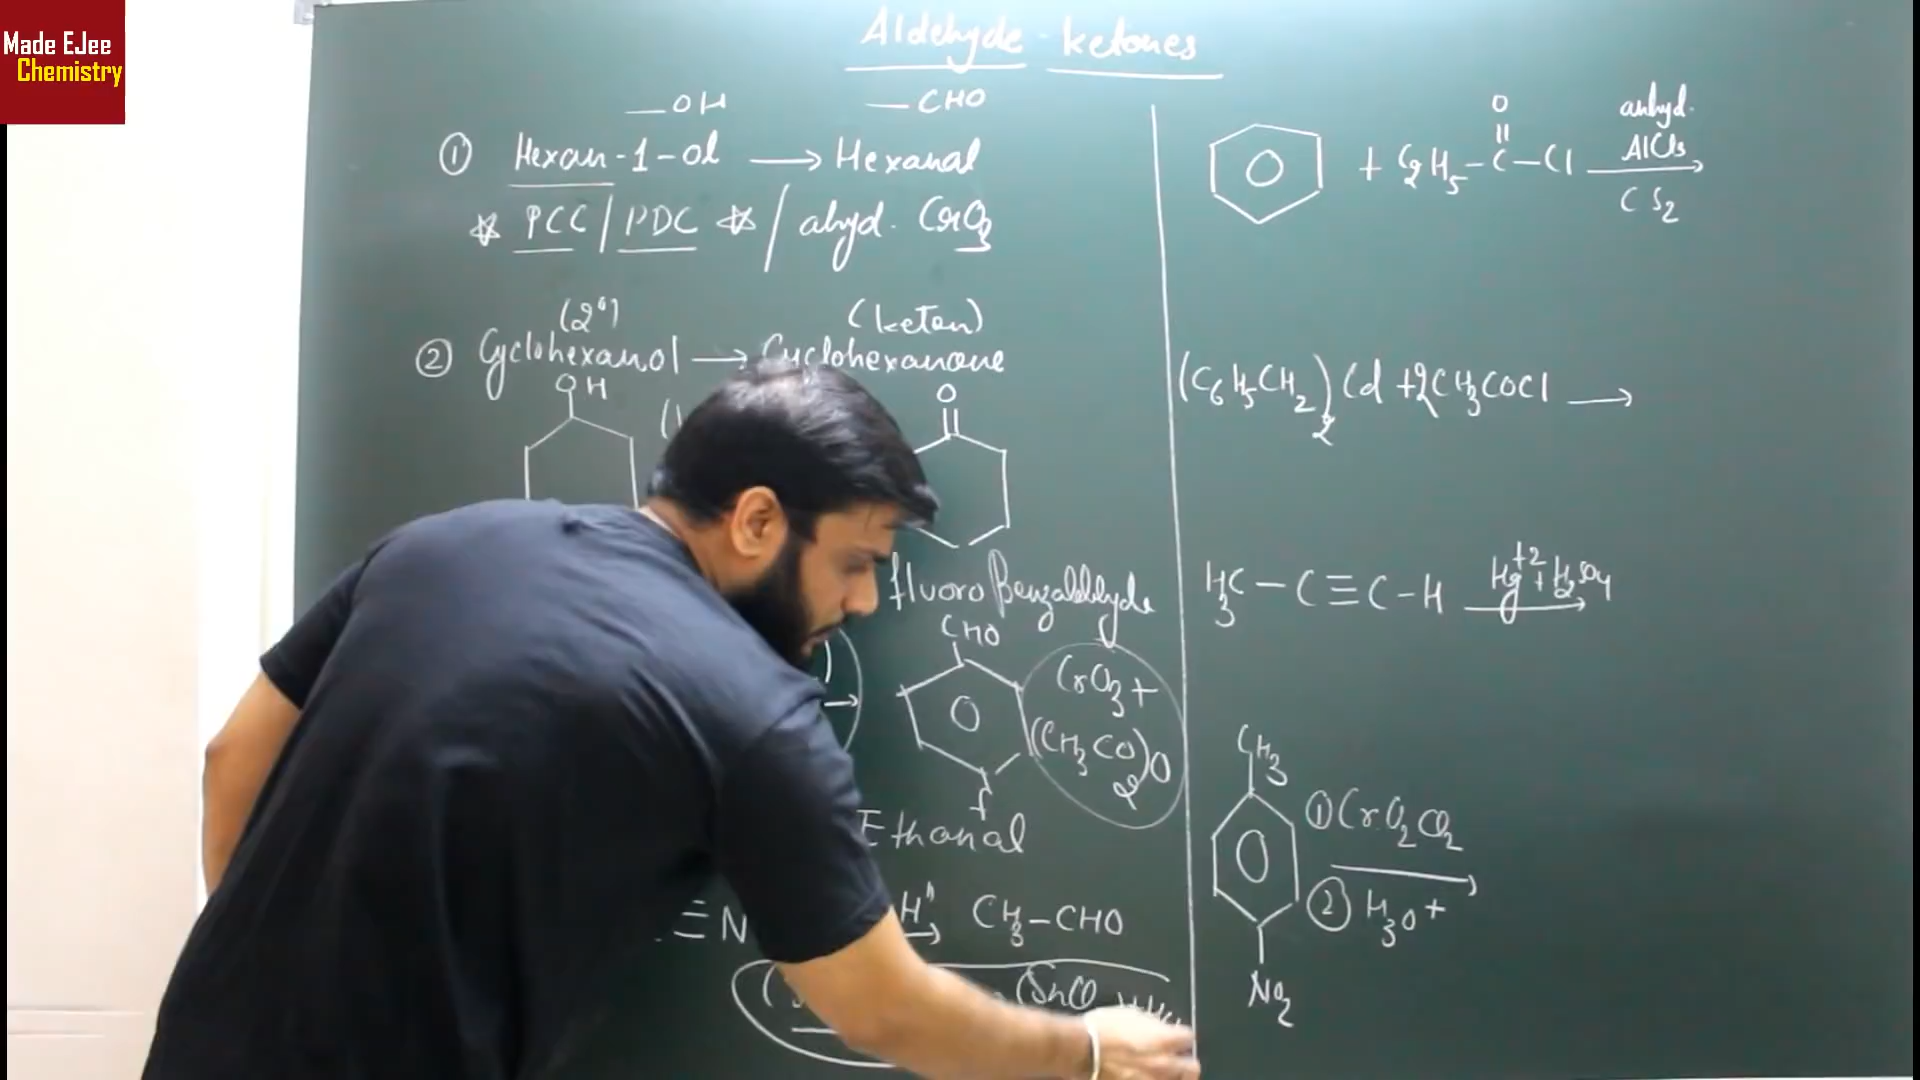 Made EJee
Chemistry
Aldehyde - ketones
—OH —CHO
① Hexan-1-ol ⟶ Hexanal
☆ PCC / PDC ☆ / ahyd. CrO3
(2°) (keton)
② Cyclohexanol ⟶ Cyclohexanone
OH
O
fluoro Benzaldehyde
CHO
CrO3 +
(CH3CO)2O
f
Ethanal
≡N H" ⟶ CH3-CHO
(SnCl
O
+ C2H5-C-Cl
anhyd.
AlCl3
CS2
(C6H5CH2)2Cd +2CH3COCl ⟶
H3C-C≡C-H
Hg+2 + H2SO4
CH3
① CrO2Cl2
② H3O+
NO2